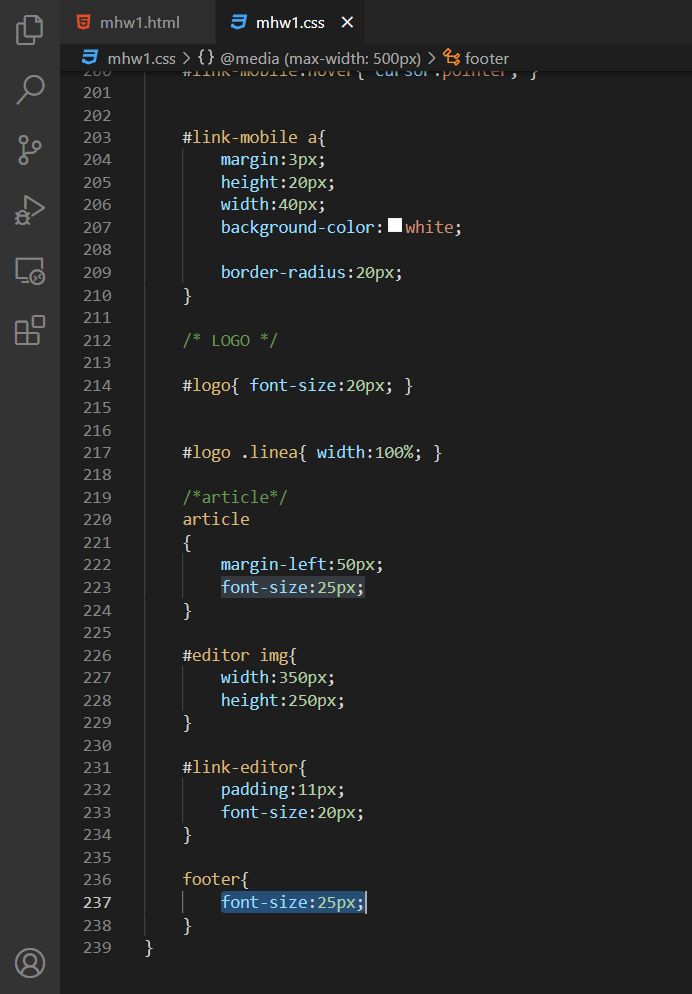 mhw1.html
mhw1.css
mhw1.css > {} @media (max-width: 500px) > footer
200 #link-mobile:hover{ cursor:pointer; }
201
202
203 #link-mobile a{
204 margin:3px;
205 height:20px;
206 width:40px;
207 background-color: white;
208
209 border-radius:20px;
210 }
211
212 /* LOGO */
213
214 #logo{ font-size:20px; }
215
216
217 #logo .linea{ width:100%; }
218
219 /*article*/
220 article
221 {
222 margin-left:50px;
223 font-size:25px;
224 }
225
226 #editor img{
227 width:350px;
228 height:250px;
229 }
230
231 #link-editor{
232 padding:11px;
233 font-size:20px;
234 }
235
236 footer{
237 font-size:25px;
238 }
239 }